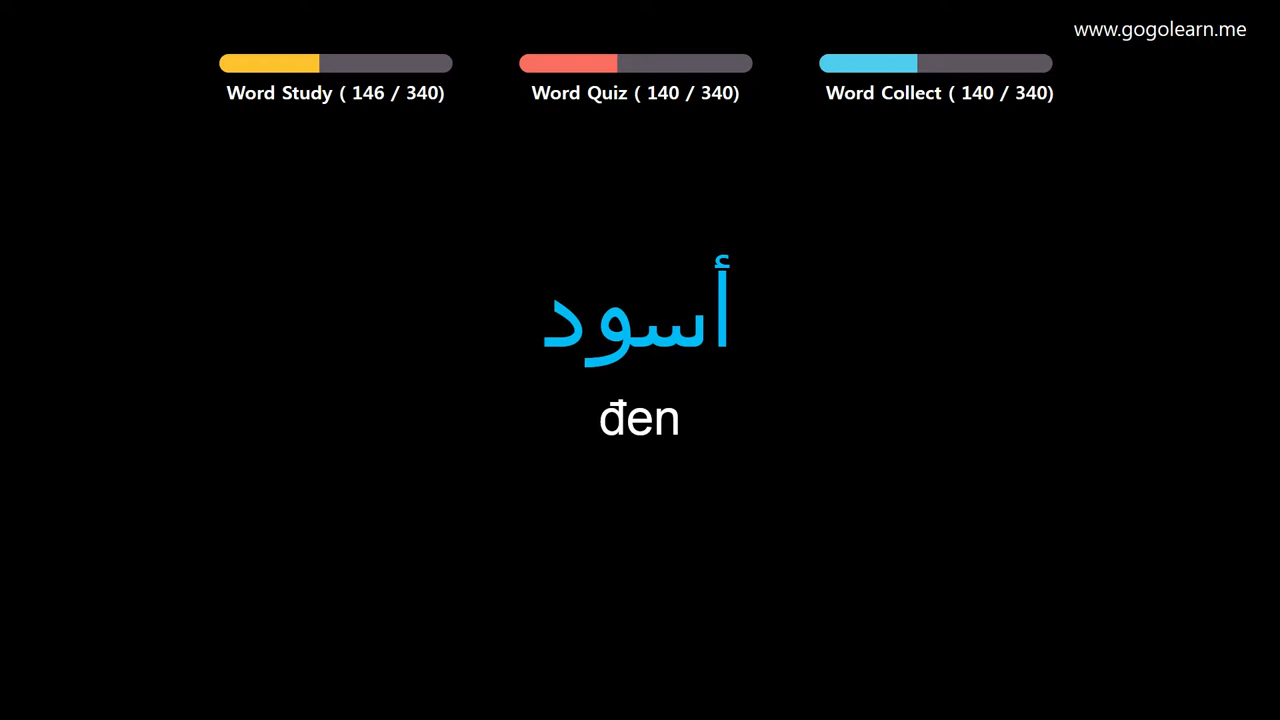 www.gogolearn.me
Word Study ( 146 / 340)
Word Quiz ( 140 / 340)
Word Collect ( 140 / 340)
أسود
đen